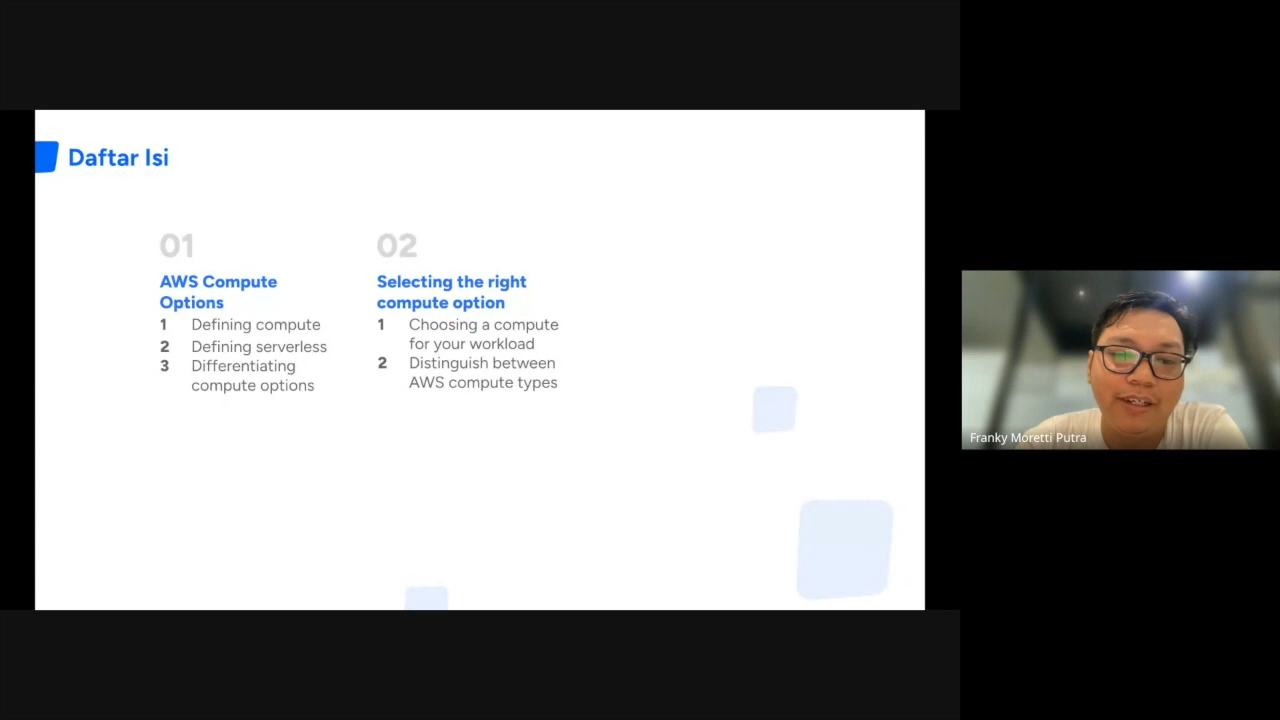 Daftar Isi
01
AWS Compute
Options
1 Defining compute
2 Defining serverless
3 Differentiating
compute options
02
Selecting the right
compute option
1 Choosing a compute
for your workload
2 Distinguish between
AWS compute types
Franky Moretti Putra